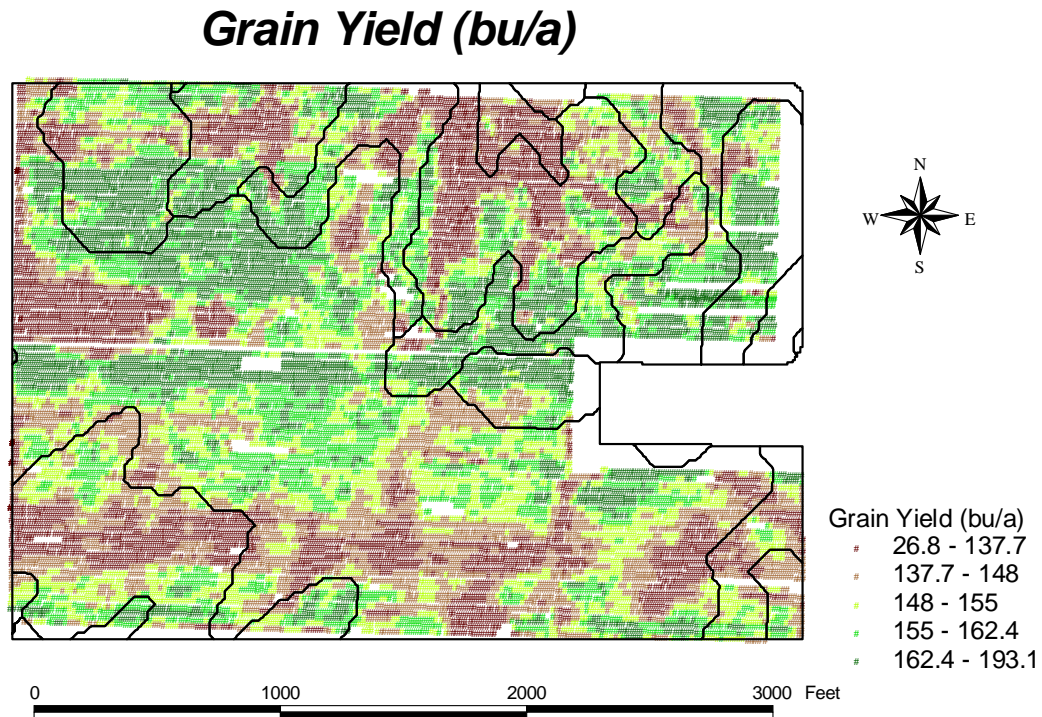 Grain Yield (bu/a)
N
W E
S
Grain Yield (bu/a)
# 26.8 - 137.7
# 137.7 - 148
# 148 - 155
# 155 - 162.4
# 162.4 - 193.1
0 1000 2000 3000 Feet